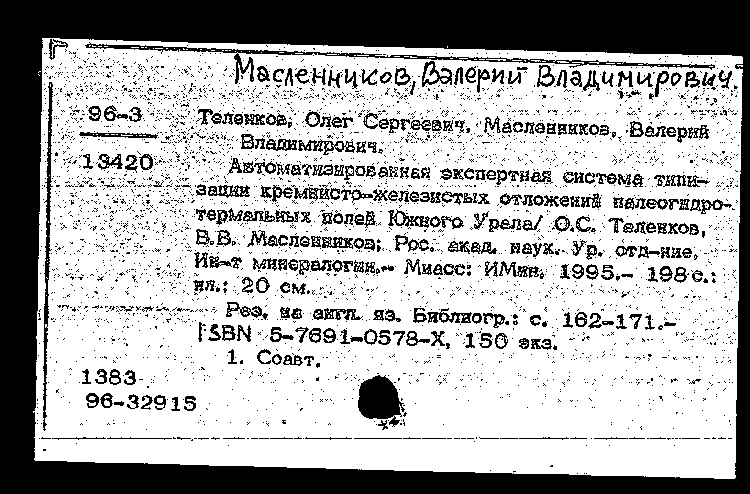 Масленников, Валерий Владимирович.
96-3
13420
Теленков, Олег Сергеевич, Масленников, Валерий
Владимирович.
Автоматизированная экспертная система типи-
зации кремнисто-железистых отложений палеогидро-
термальных полей Южного Урала/ О.С. Теленков,
В.В. Масленников; Рос. акад. наук. Ур. отд-ние,
Ин-т минералогии.- Миасс: ИМин, 1995.- 198с.:
ил.; 20 см.
Рез. на англ. яз. Библиогр.: с. 162-171.-
ISBN 5-7691-0578-X, 150 экз.
1. Соавт.
1383
96-32915